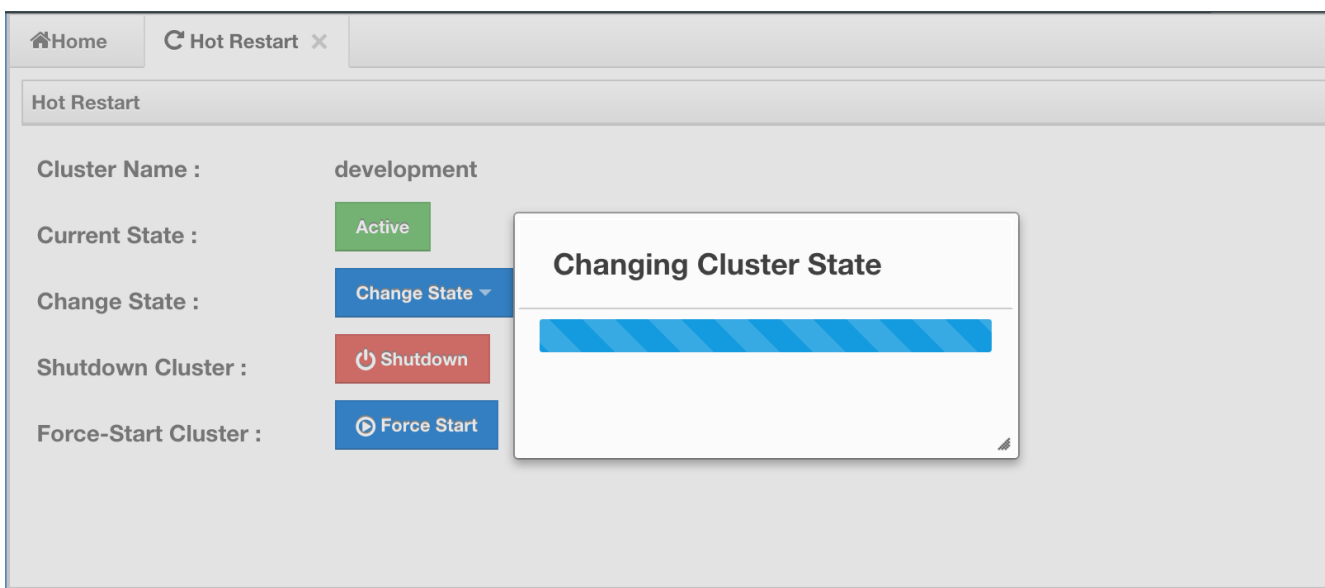 Home
Hot Restart
Hot Restart
Cluster Name : development
Current State : Active
Changing Cluster State
Change State : Change State
Shutdown Cluster : Shutdown
Force-Start Cluster : Force Start